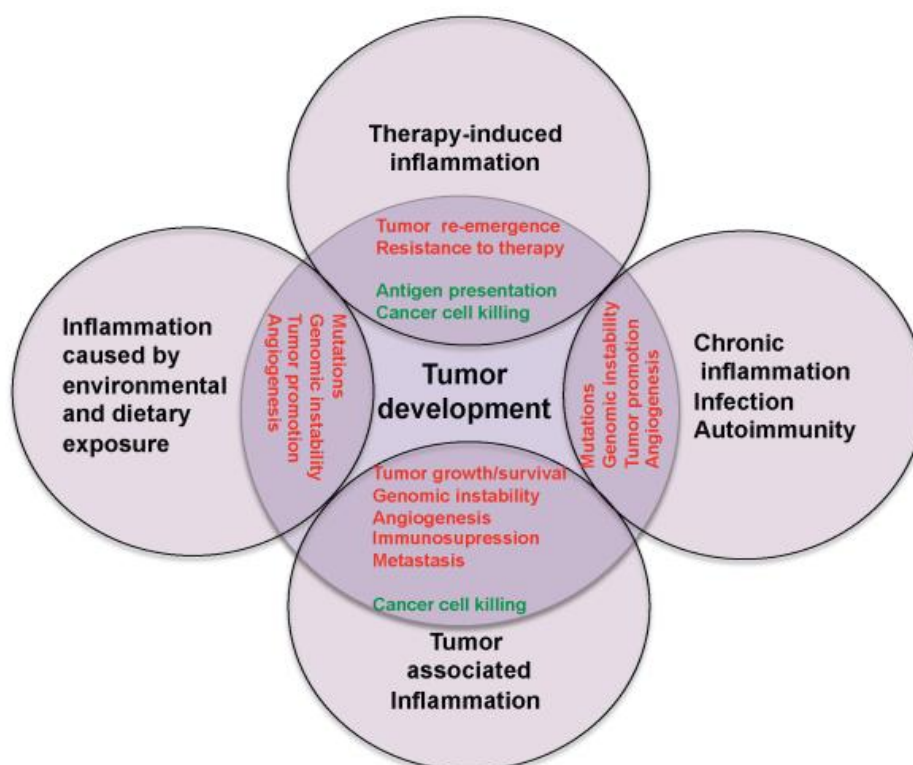 Therapy-induced
inflammation
Tumor re-emergence
Resistance to therapy
Antigen presentation
Cancer cell killing
Inflammation
caused by
environmental
and dietary
exposure
Mutations
Genomic instability
Tumor promotion
Angiogenesis
Tumor
development
Mutations
Genomic instability
Tumor promotion
Angiogenesis
Chronic
inflammation
Infection
Autoimmunity
Tumor growth/survival
Genomic instability
Angiogenesis
Immunosupression
Metastasis
Cancer cell killing
Tumor
associated
Inflammation